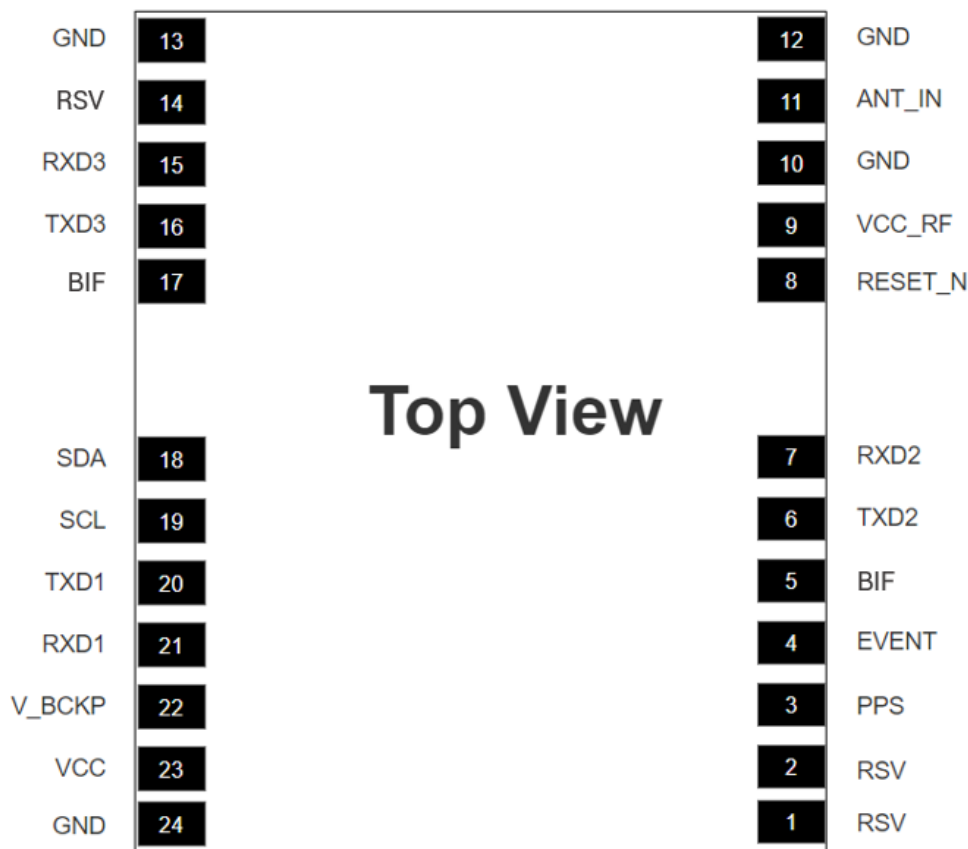 GND 13 12 GND
RSV 14 11 ANT_IN
RXD3 15 10 GND
TXD3 16 9 VCC_RF
BIF 17 8 RESET_N
Top View
SDA 18 7 RXD2
SCL 19 6 TXD2
TXD1 20 5 BIF
RXD1 21 4 EVENT
V_BCKP 22 3 PPS
VCC 23 2 RSV
GND 24 1 RSV